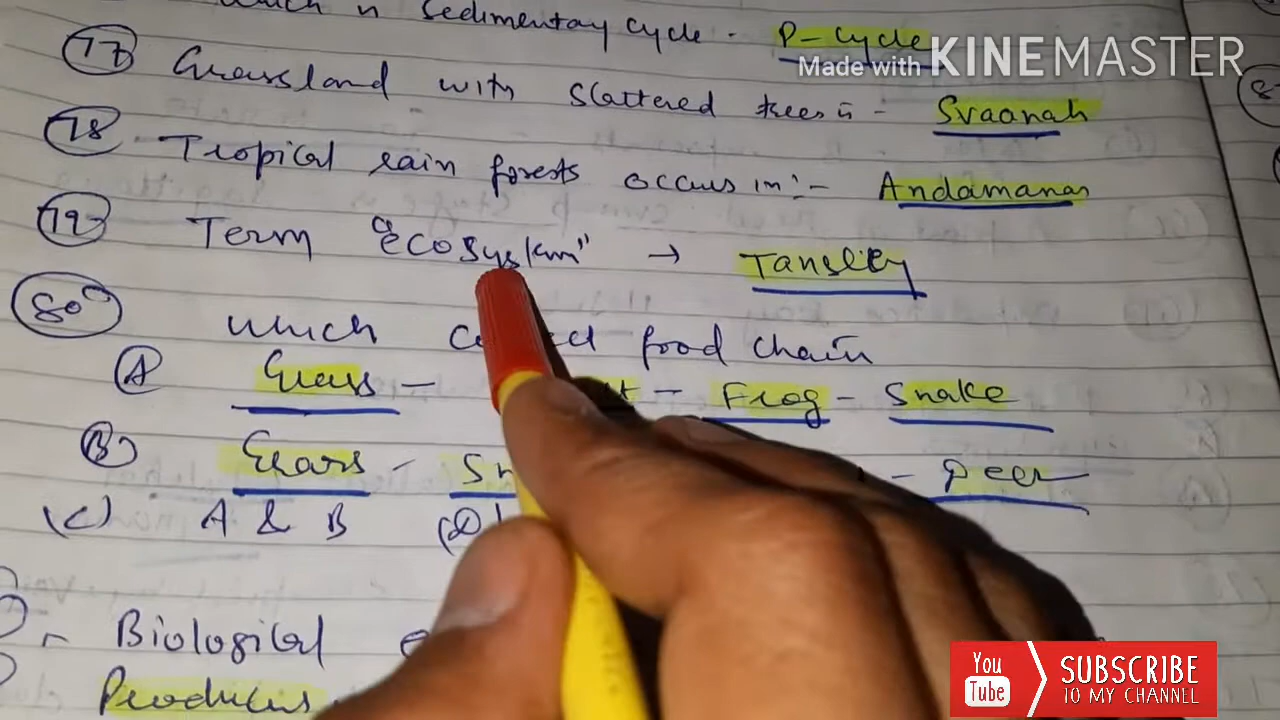 which is sedimentay cycle - P-cycle
Made with KINEMASTER
77 Grassland with scattered trees is :- Svaanah
78 Tropical rain forests occurs in :- Andamanas
79 Term "ecosystem" → Tansley
80 which food chain
A Grass - - Frog - Snake
B Grass - - Deer
(C) A & B (D)
Biological
Producers
You Tube SUBSCRIBE
TO MY CHANNEL